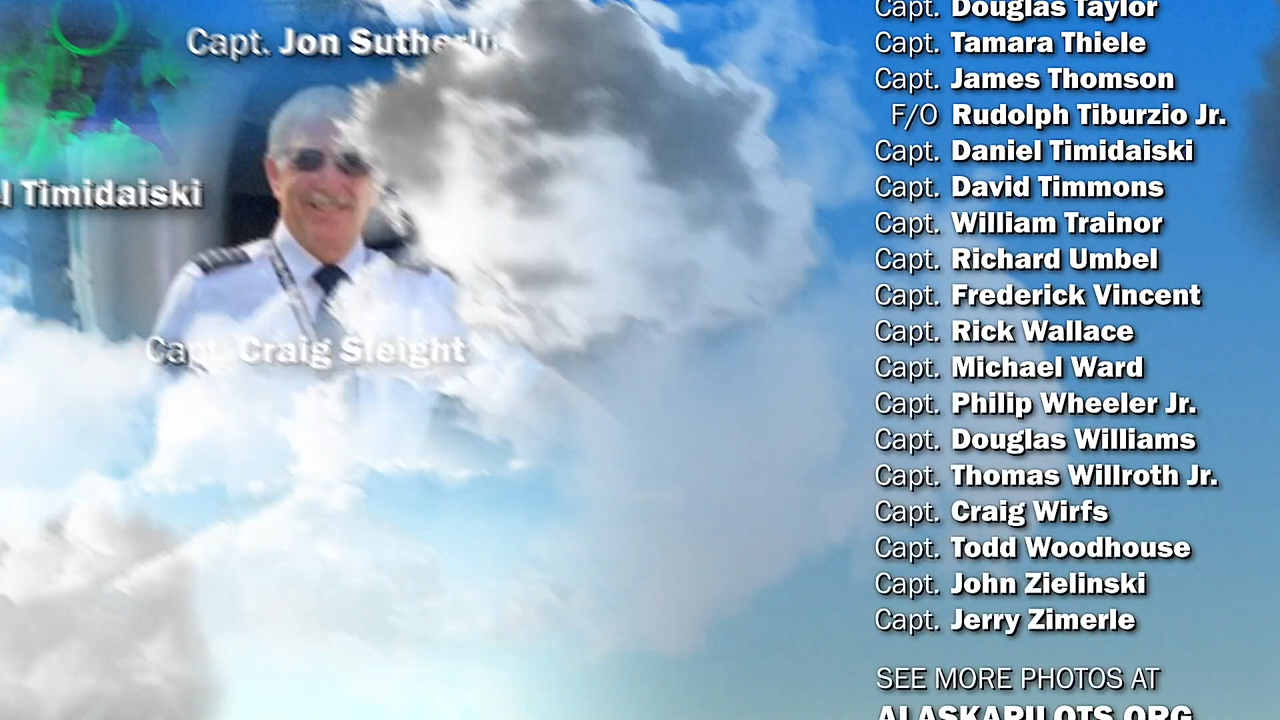 Capt. Jon
l Timidaiski
Capt. Craig Sleight
Capt. Douglas Taylor
Capt. Tamara Thiele
Capt. James Thomson
F/O Rudolph Tiburzio Jr.
Capt. Daniel Timidaiski
Capt. David Timmons
Capt. William Trainor
Capt. Richard Umbel
Capt. Frederick Vincent
Capt. Rick Wallace
Capt. Michael Ward
Capt. Philip Wheeler Jr.
Capt. Douglas Williams
Capt. Thomas Willroth Jr.
Capt. Craig Wirfs
Capt. Todd Woodhouse
Capt. John Zielinski
Capt. Jerry Zimerle
SEE MORE PHOTOS AT
ALASKAPILOTS.ORG